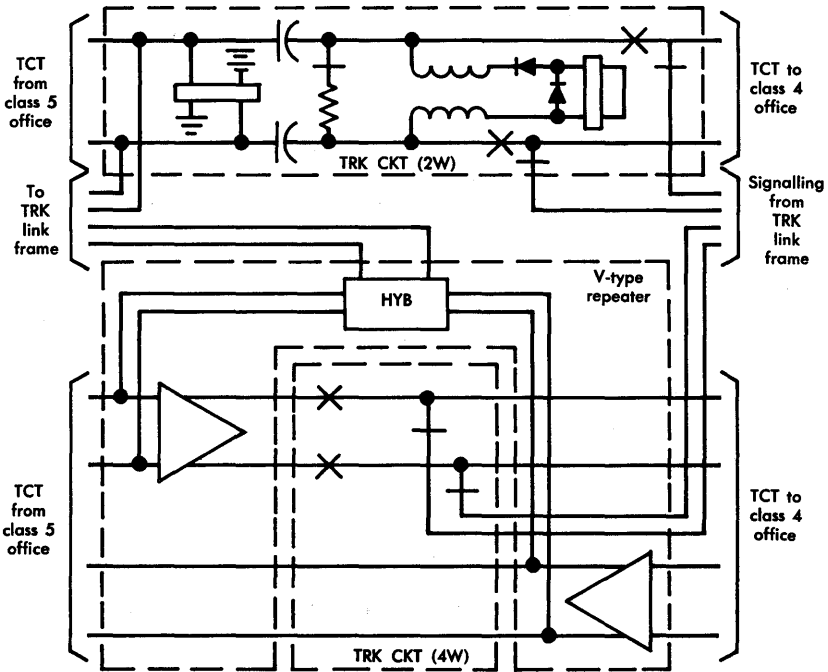 TCT
from
class 5
office
TCT to
class 4
office
TRK CKT (2W)
To
TRK
link
frame
Signalling
from
TRK
link
frame
V-type
repeater
HYB
TCT
from
class 5
office
TCT to
class 4
office
TRK CKT (4W)